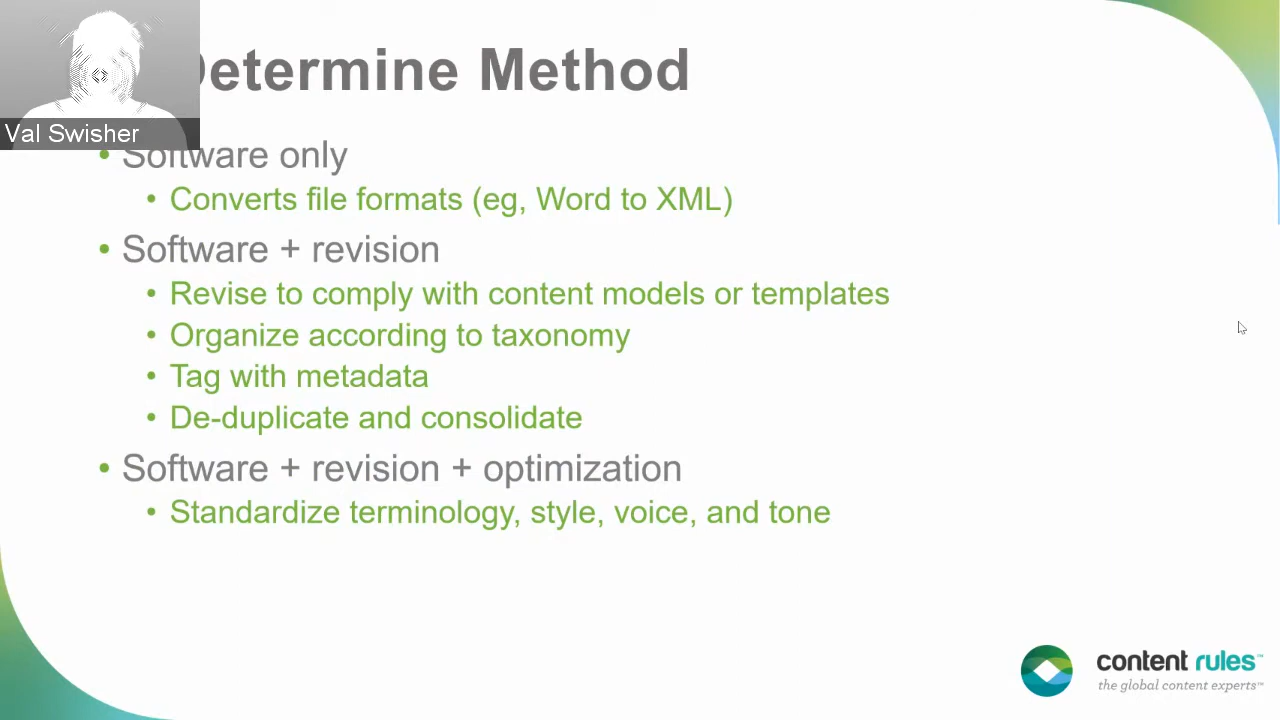 Determine Method
Val Swisher
• Software only
• Converts file formats (eg, Word to XML)
• Software + revision
• Revise to comply with content models or templates
• Organize according to taxonomy
• Tag with metadata
• De-duplicate and consolidate
• Software + revision + optimization
• Standardize terminology, style, voice, and tone
content rules™
the global content experts™